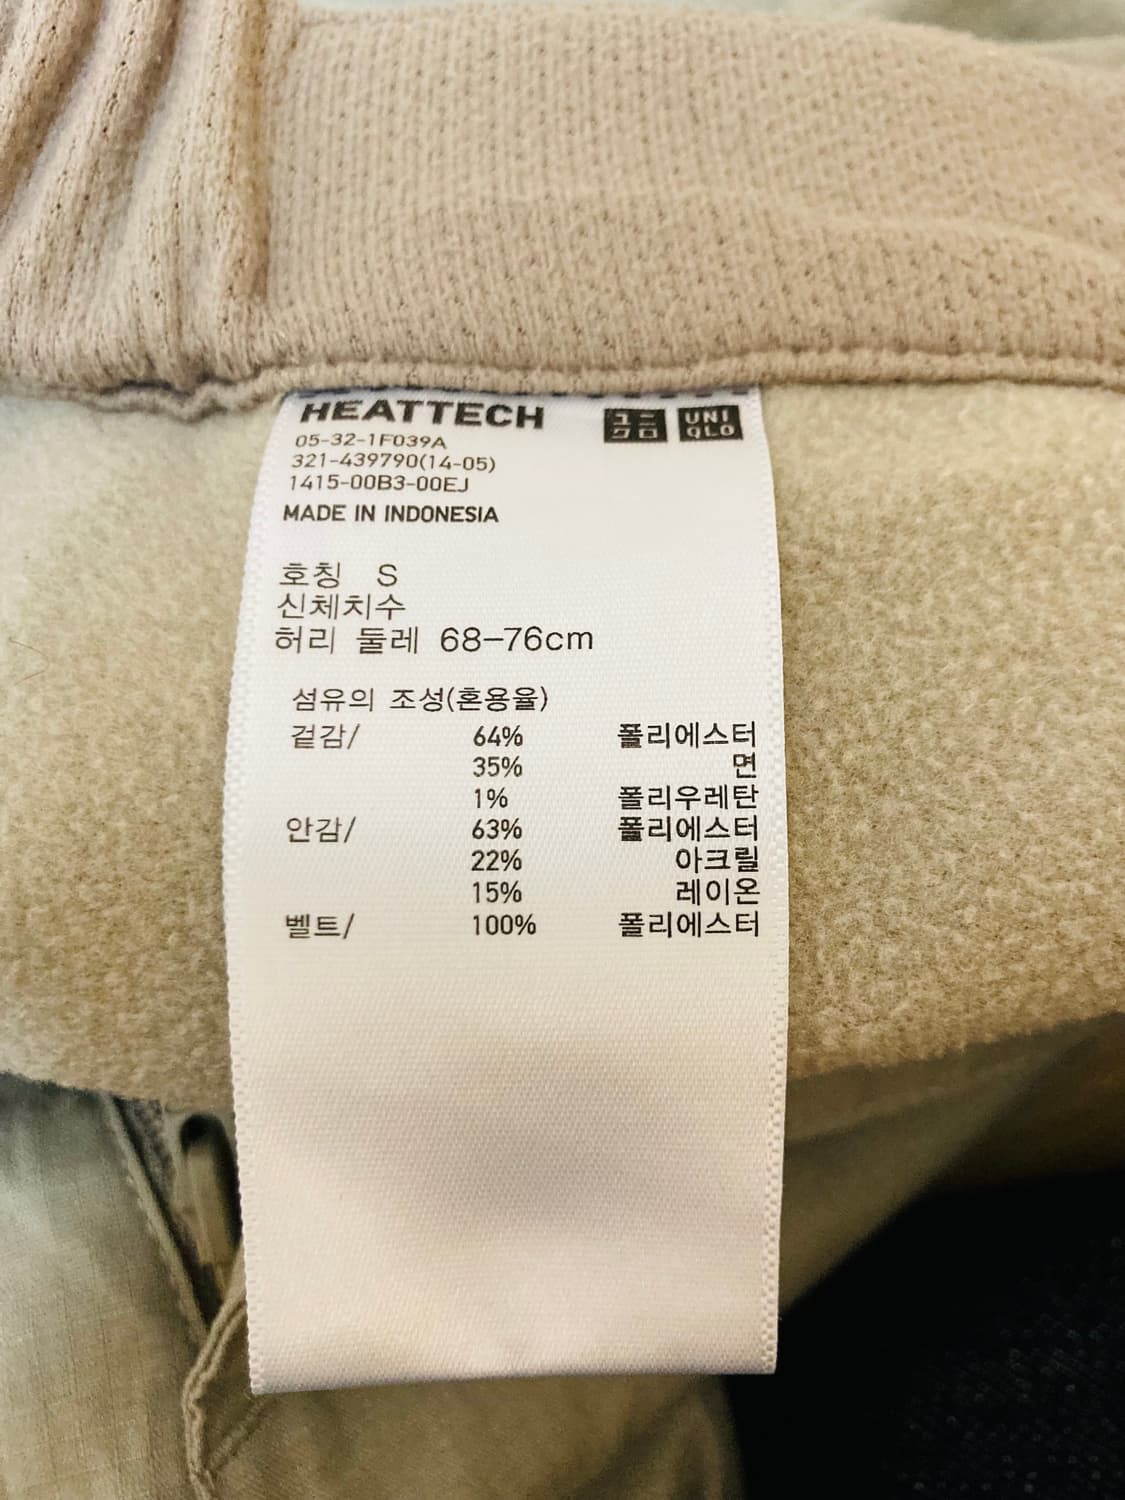 HEATTECH ユニクロ UNIQLO
05-32-1F039A
321-439790(14-05)
1415-00B3-00EJ
MADE IN INDONESIA
호칭 S
신체치수
허리 둘레 68-76cm
섬유의 조성(혼용율)
겉감/ 64% 폴리에스터
35% 면
1% 폴리우레탄
안감/ 63% 폴리에스터
22% 아크릴
15% 레이온
벨트/ 100% 폴리에스터